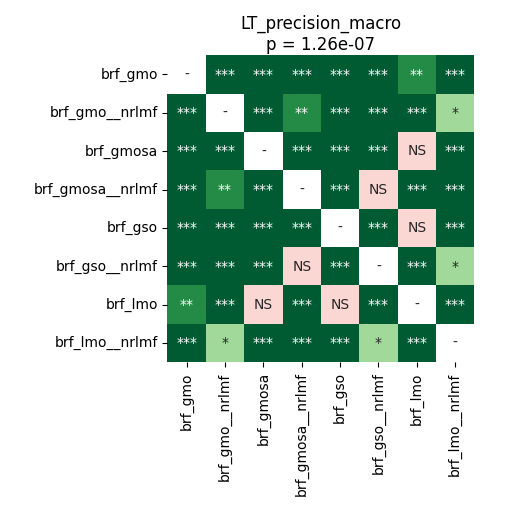 LT_precision_macro
p = 1.26e-07
brf_gmo - *** *** *** *** *** ** ***
brf_gmo__nrlmf *** - *** ** *** *** *** *
brf_gmosa *** *** - *** *** *** NS ***
brf_gmosa__nrlmf *** ** *** - *** NS *** ***
brf_gso *** *** *** *** - *** NS ***
brf_gso__nrlmf *** *** *** NS *** - *** *
brf_lmo ** *** NS *** NS *** - ***
brf_lmo__nrlmf *** * *** *** *** * *** -
brf_gmo
brf_gmo__nrlmf
brf_gmosa
brf_gmosa__nrlmf
brf_gso
brf_gso__nrlmf
brf_lmo
brf_lmo__nrlmf